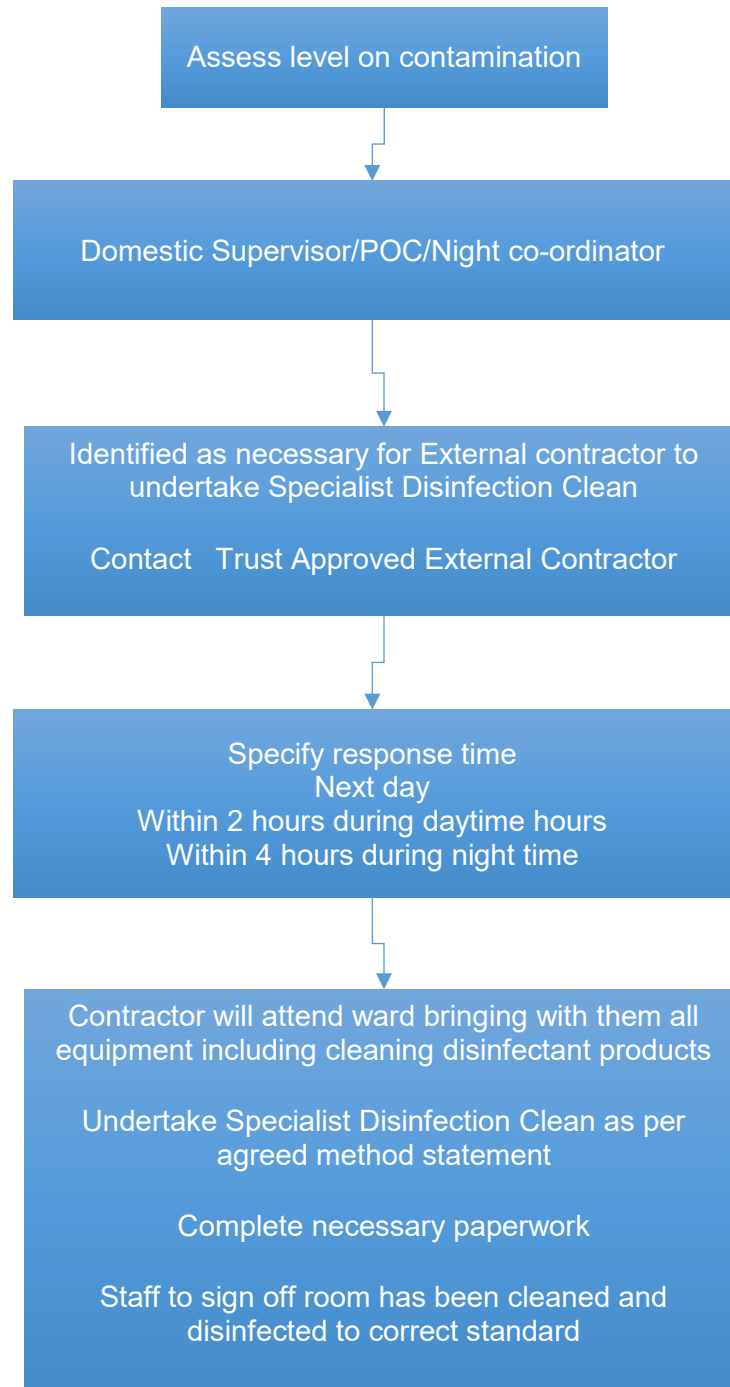 Assess level on contamination
Domestic Supervisor/POC/Night co-ordinator
Identified as necessary for External contractor to
undertake Specialist Disinfection Clean
Contact   Trust Approved External Contractor
Specify response time
Next day
Within 2 hours during daytime hours
Within 4 hours during night time
Contractor will attend ward bringing with them all
equipment including cleaning disinfectant products
Undertake Specialist Disinfection Clean as per
agreed method statement
Complete necessary paperwork
Staff to sign off room has been cleaned and
disinfected to correct standard